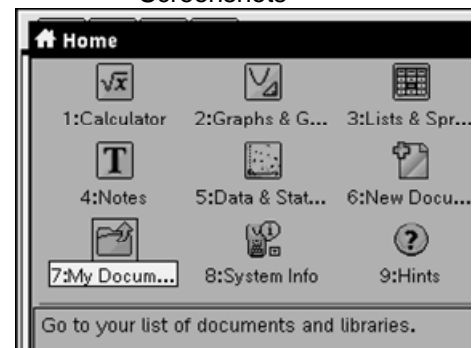 Screenshots
Home
1:Calculator 2:Graphs & G... 3:Lists & Spr...
4:Notes 5:Data & Stat... 6:New Docu...
7:My Docum... 8:System Info 9:Hints
Go to your list of documents and libraries.